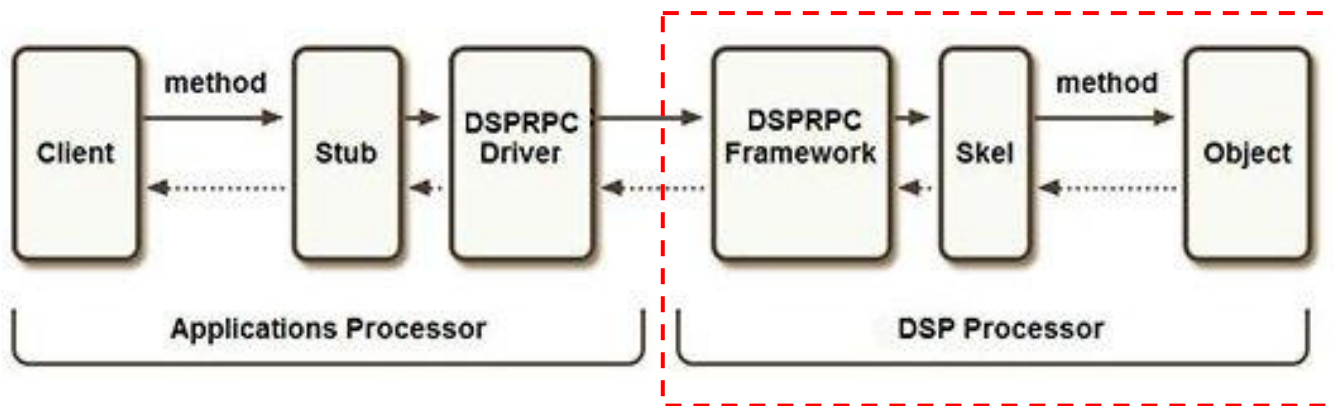 method
Client
Stub
DSPRPC
Driver
DSPRPC
Framework
Skel
method
Object
Applications Processor
DSP Processor